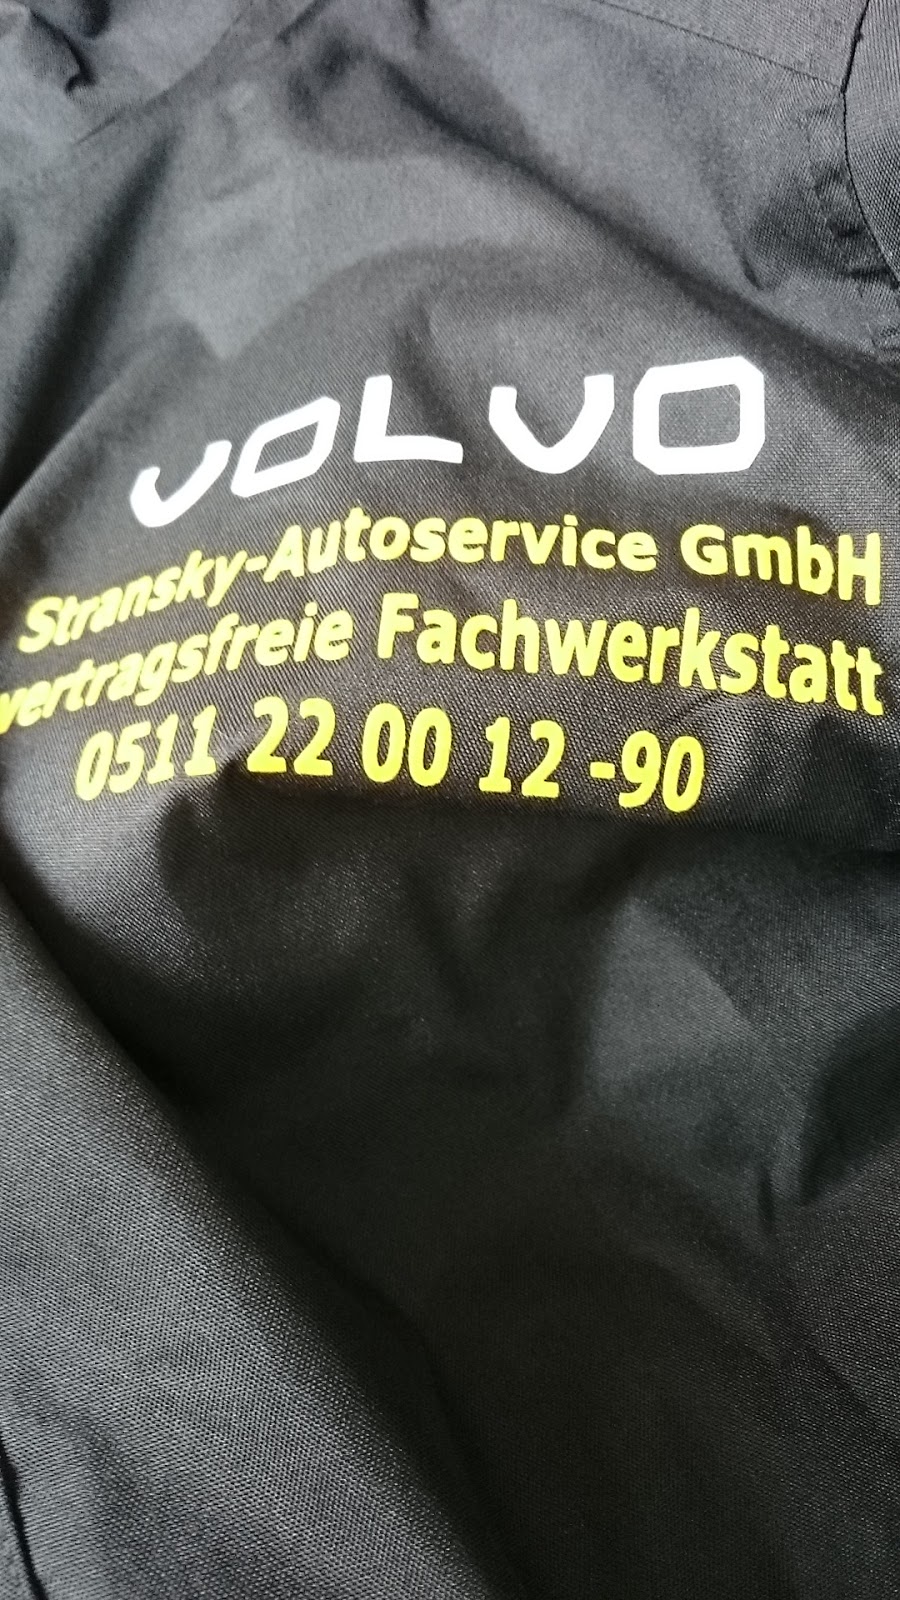 VOLVO
Stransky-Autoservice GmbH
vertragsfreie Fachwerkstatt
0511 22 00 12 -90